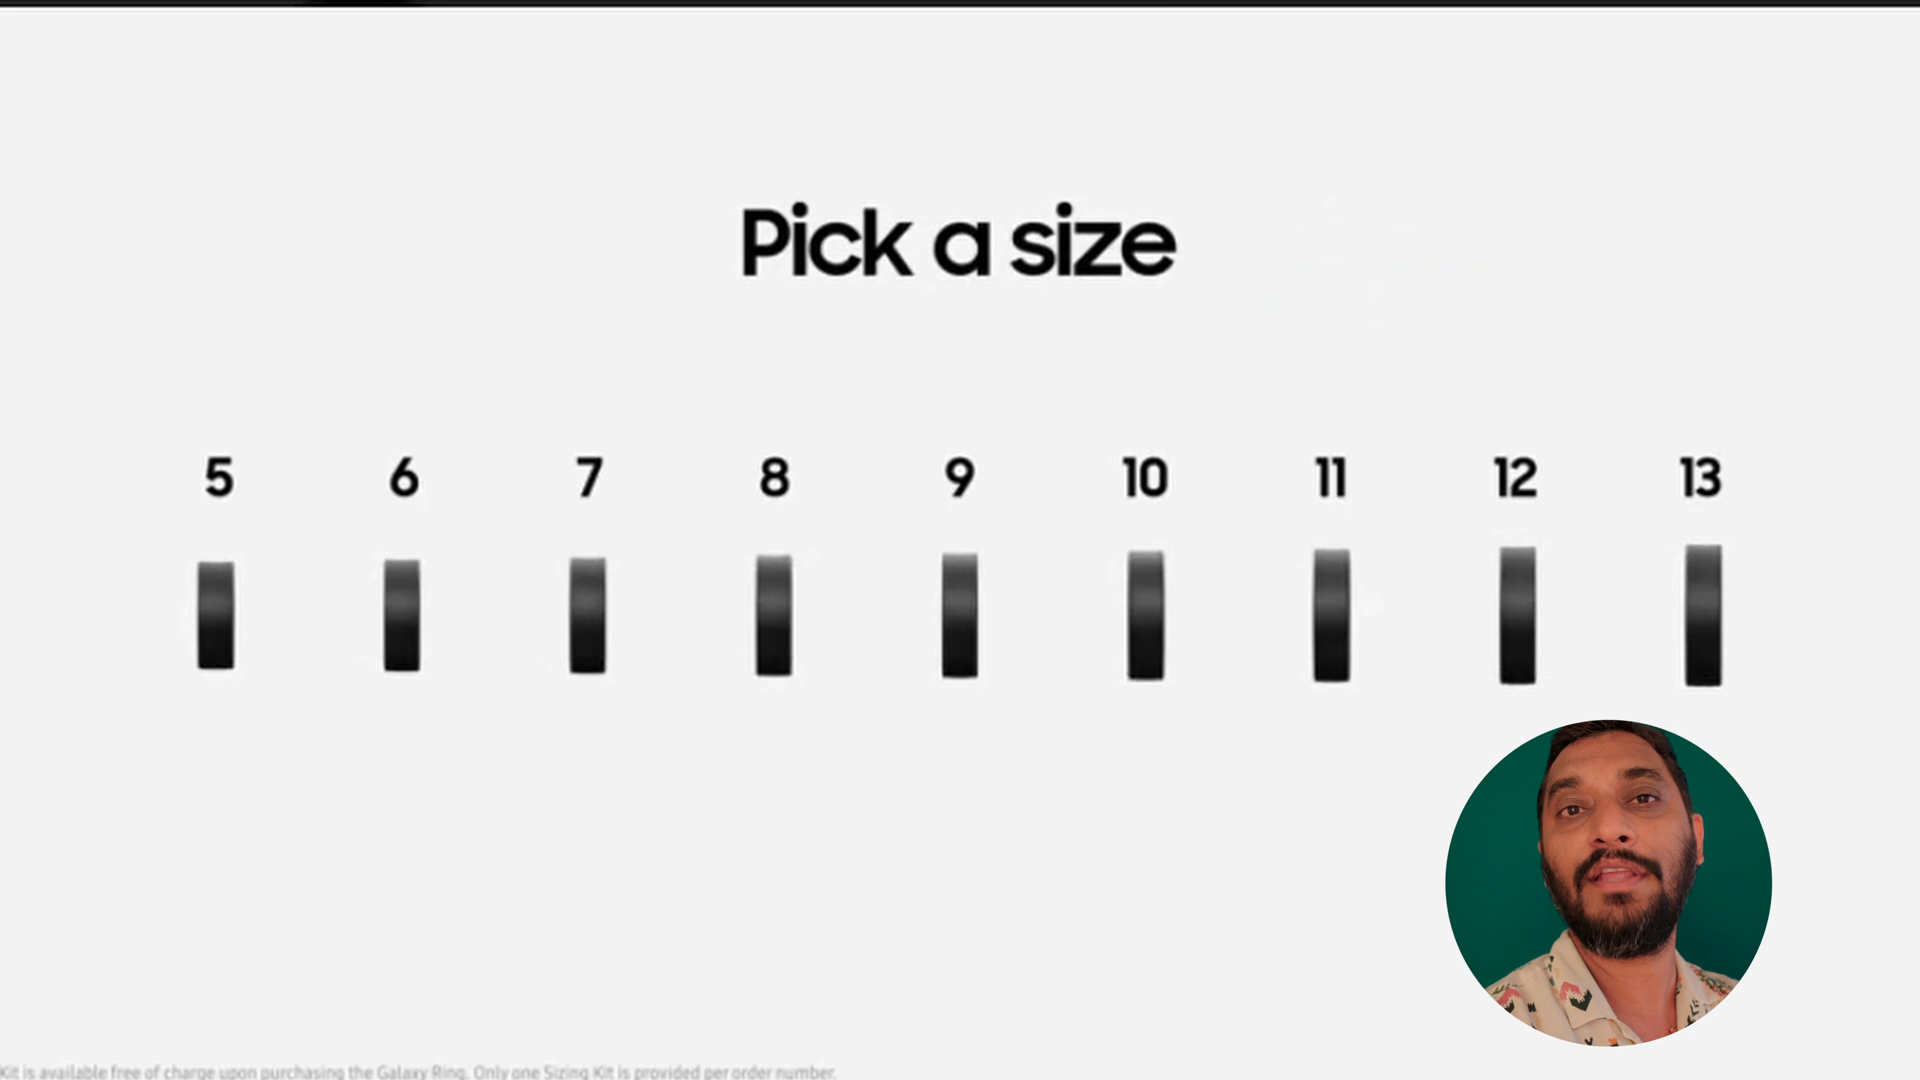 Pick a size
5 6 7 8 9 10 11 12 13
Kit is available free of charge upon purchasing the Galaxy Ring. Only one Sizing Kit is provided per order number.